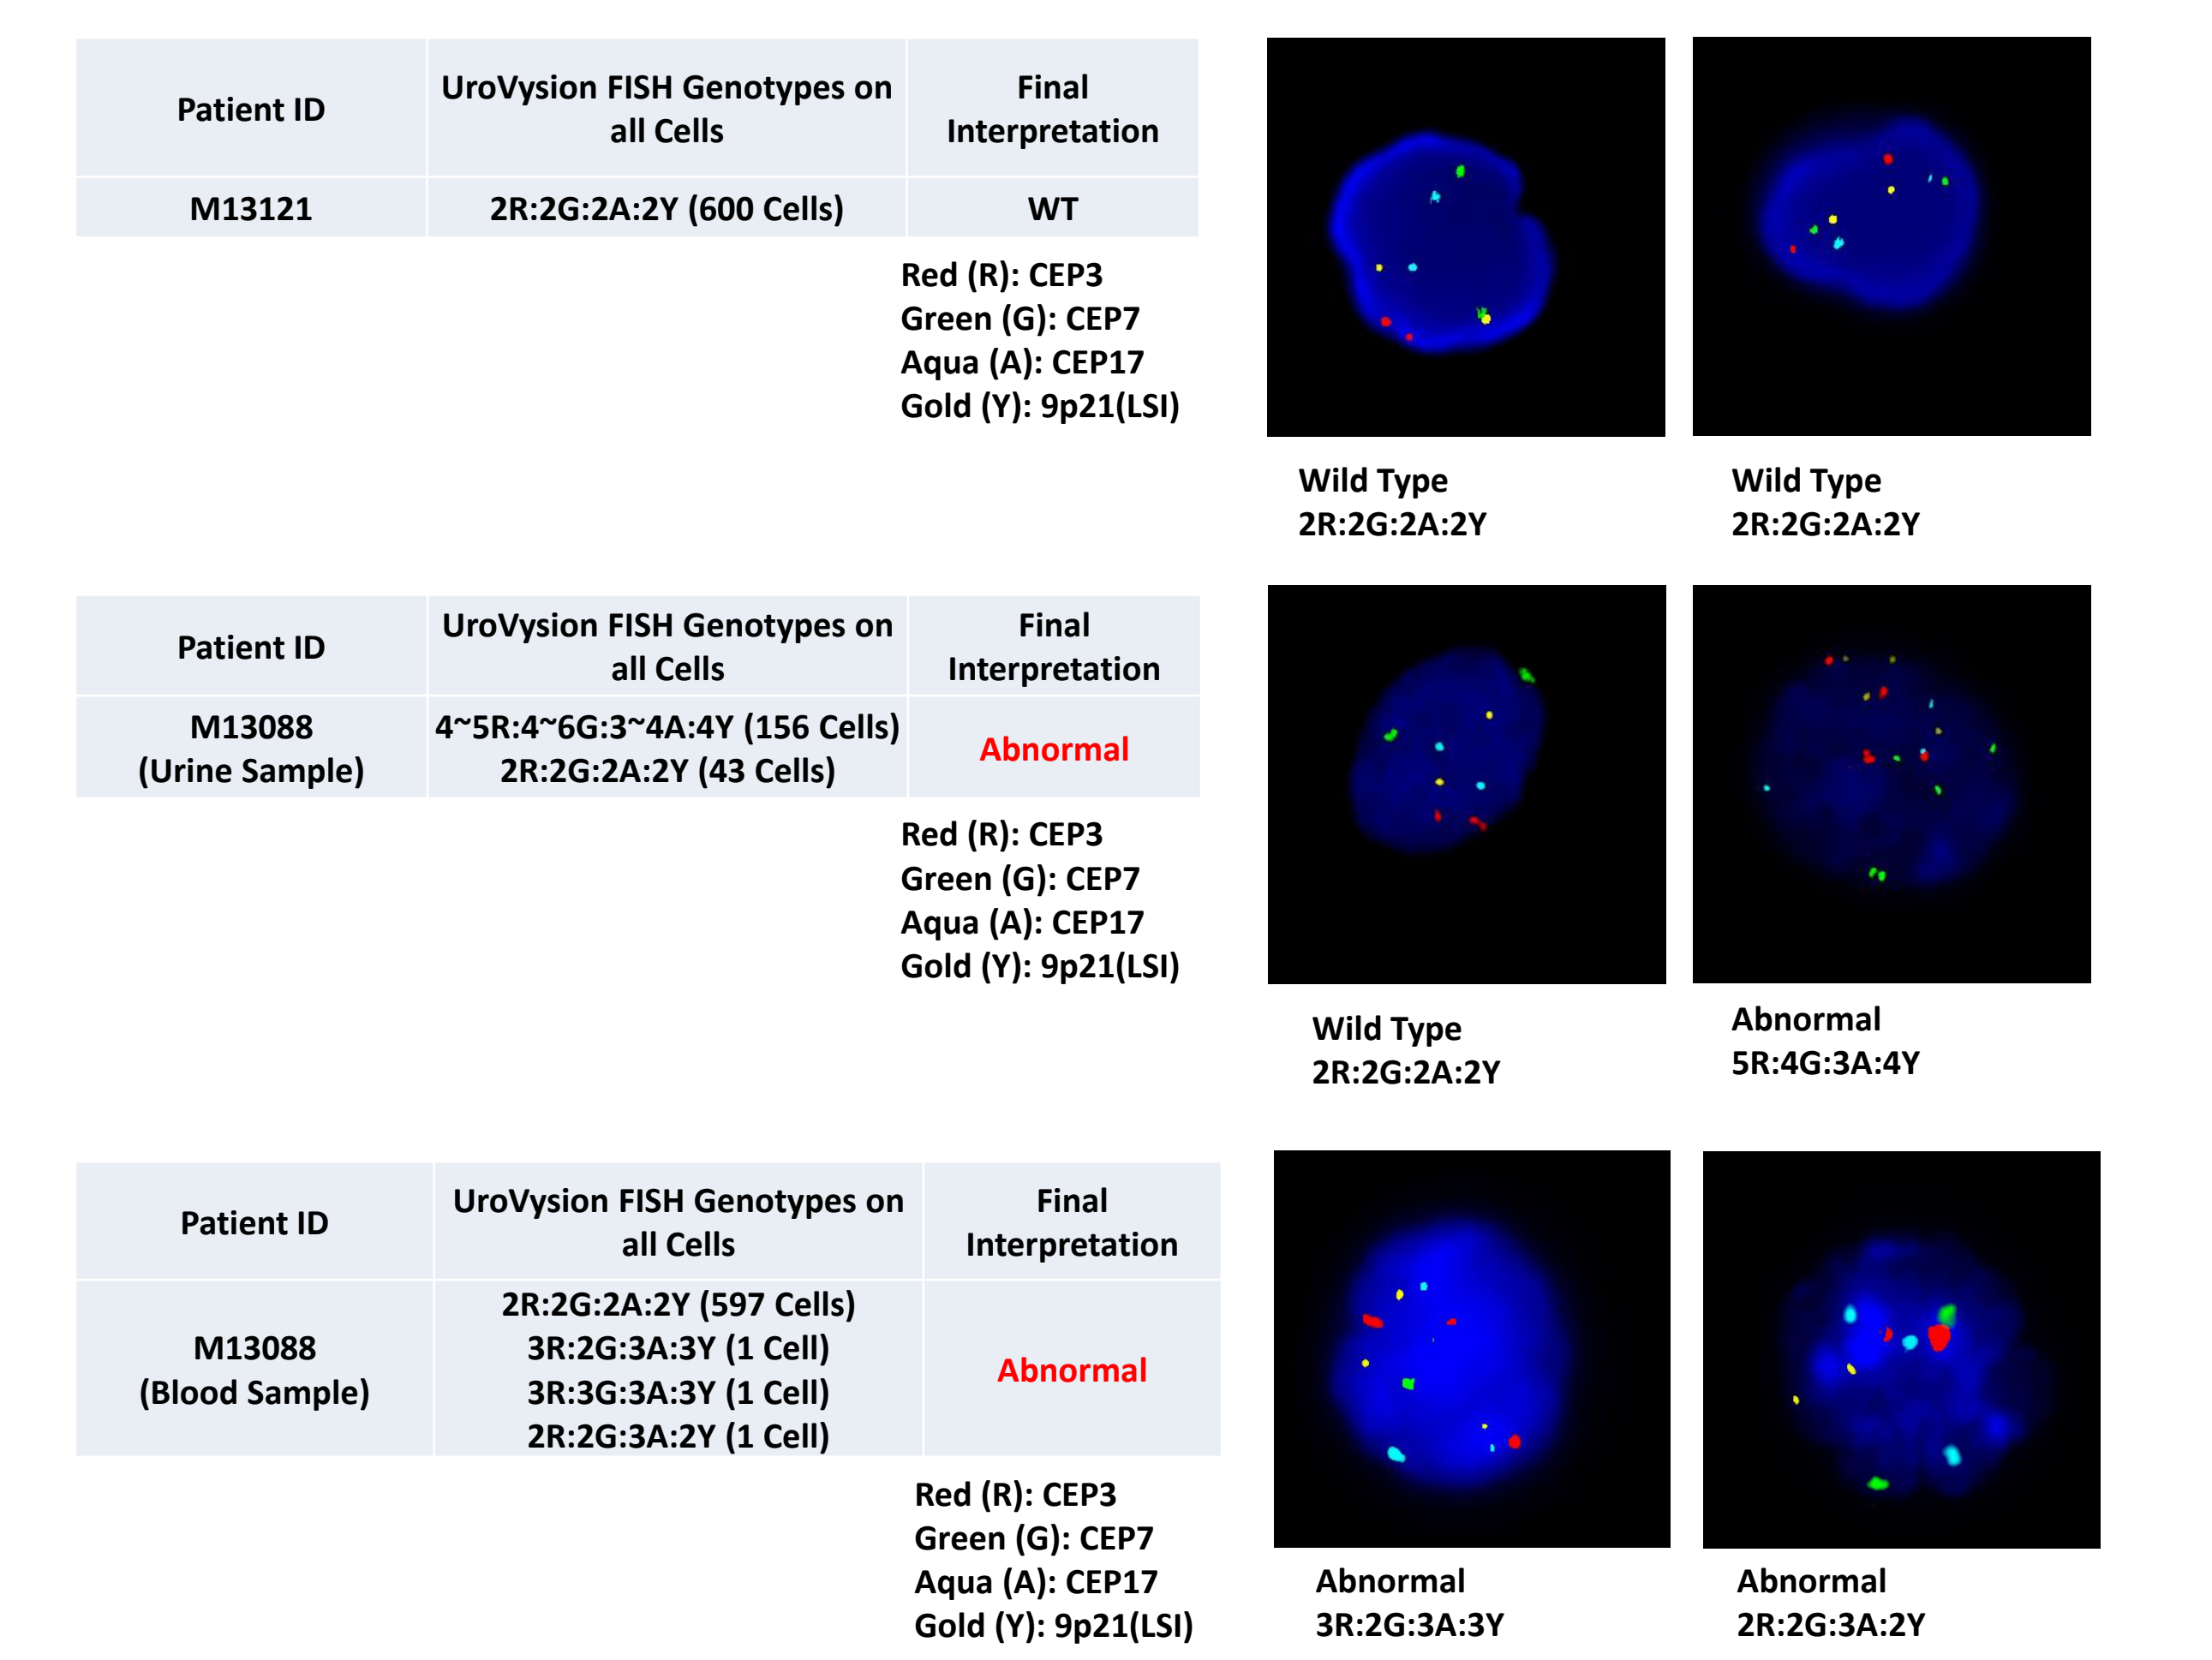 Patient ID
UroVysion FISH Genotypes on
all Cells
Final
Interpretation
M13121
2R:2G:2A:2Y (600 Cells)
WT
Red (R): CEP3
Green (G): CEP7
Aqua (A): CEP17
Gold (Y): 9p21(LSI)
Wild Type
2R:2G:2A:2Y
Wild Type
2R:2G:2A:2Y
Patient ID
UroVysion FISH Genotypes on
all Cells
Final
Interpretation
M13088
(Urine Sample)
4~5R:4~6G:3~4A:4Y (156 Cells)
2R:2G:2A:2Y (43 Cells)
Abnormal
Red (R): CEP3
Green (G): CEP7
Aqua (A): CEP17
Gold (Y): 9p21(LSI)
Wild Type
2R:2G:2A:2Y
Abnormal
5R:4G:3A:4Y
Patient ID
UroVysion FISH Genotypes on
all Cells
Final
Interpretation
M13088
(Blood Sample)
2R:2G:2A:2Y (597 Cells)
3R:2G:3A:3Y (1 Cell)
3R:3G:3A:3Y (1 Cell)
2R:2G:3A:2Y (1 Cell)
Abnormal
Red (R): CEP3
Green (G): CEP7
Aqua (A): CEP17
Gold (Y): 9p21(LSI)
Abnormal
3R:2G:3A:3Y
Abnormal
2R:2G:3A:2Y